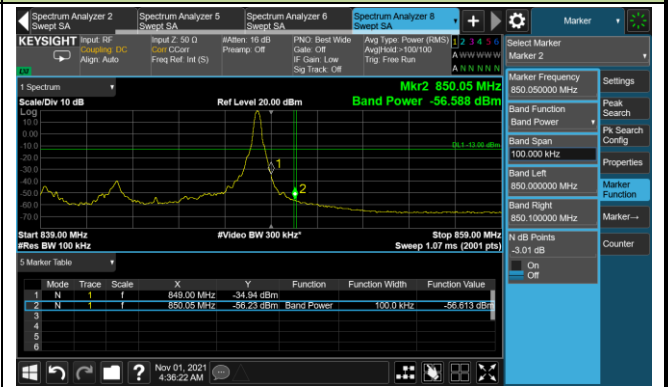 Spectrum Analyzer 2
Swept SA
Spectrum Analyzer 5
Swept SA
Spectrum Analyzer 6
Swept SA
Spectrum Analyzer 8
Swept SA
Marker
KEYSIGHT
Input: RF
Coupling: DC
Align: Auto
Input Z: 50 Ω
Corr CCorr
Freq Ref: Int (S)
#Atten: 16 dB
Preamp: Off
PNO: Best Wide
Gate: Off
IF Gain: Low
Sig Track: Off
Avg Type: Power (RMS)
Avg|Hold:>100/100
Trig: Free Run
1 2 3 4 5 6
A W W W W W
A N N N N N
Select Marker
Marker 2
LXI
1 Spectrum
Scale/Div 10 dB
Ref Level 20.00 dBm
Mkr2 850.05 MHz
Band Power -56.588 dBm
Log
10.0
0.00
-10.0
-20.0
-30.0
-40.0
-50.0
-60.0
-70.0
DL1 -13.00 dBm
1
2
Start 839.00 MHz
#Res BW 100 kHz
#Video BW 300 kHz*
Stop 859.00 MHz
Sweep 1.07 ms (2001 pts)
5 Marker Table
Mode Trace Scale X Y Function Function Width Function Value
1 N 1 f 849.00 MHz -34.94 dBm
2 N 1 f 850.05 MHz -56.23 dBm Band Power 100.0 kHz -56.613 dBm
3
4
5
6
Marker Frequency
850.050000 MHz
Band Function
Band Power
Band Span
100.000 kHz
Band Left
850.000000 MHz
Band Right
850.100000 MHz
N dB Points
-3.01 dB
On
Off
Settings
Peak
Search
Pk Search
Config
Properties
Marker
Function
Marker→
Counter
?
Nov 01, 2021
4:36:22 AM